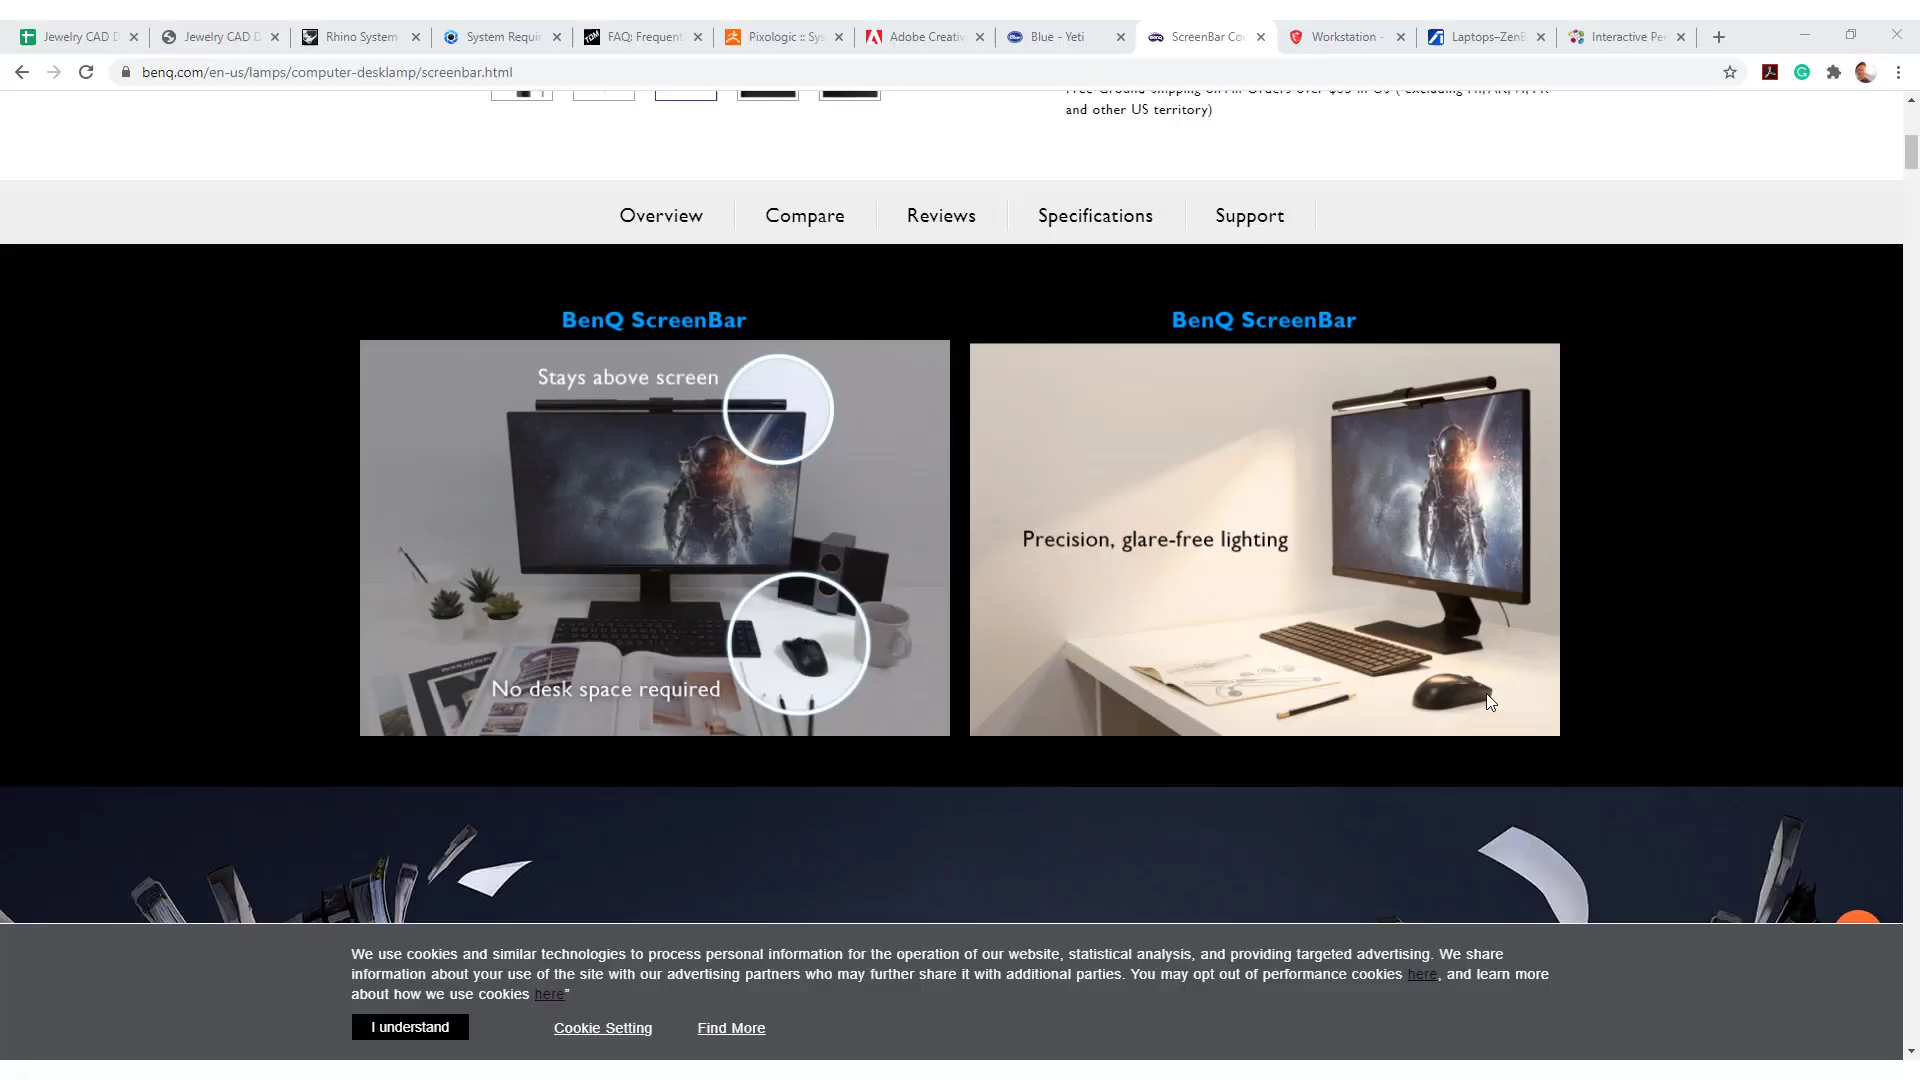 Jewelry CAD D
Jewelry CAD D
Rhino System
System Requir
FAQ: Frequent
Pixologic :: Sys
Adobe Creativ
Blue - Yeti
ScreenBar Co
Workstation -
Laptops–ZenB
Interactive Per
benq.com/en-us/lamps/computer-desklamp/screenbar.html
and other US territory)
Overview
Compare
Reviews
Specifications
Support
BenQ ScreenBar
BenQ ScreenBar
Stays above screen
No desk space required
Precision, glare-free lighting
We use cookies and similar technologies to process personal information for the operation of our website, statistical analysis, and providing targeted advertising. We share
information about your use of the site with our advertising partners who may further share it with additional parties. You may opt out of performance cookies here, and learn more
about how we use cookies here"
I understand
Cookie Setting
Find More